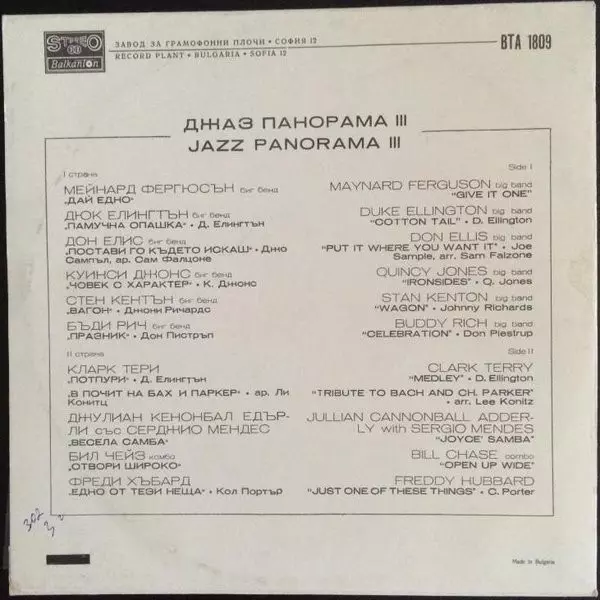 STEREO
Balkanton
ЗАВОД ЗА ГРАМОФОННИ ПЛОЧИ • СОФИЯ 12
RECORD PLANT • BULGARIA • SOFIA 12
ВТА 1809
ДЖАЗ ПАНОРАМА III
JAZZ PANORAMA III
I страна
МЕЙНАРД ФЕРГЮСЪН биг бенд
„ДАЙ ЕДНО“
ДЮК ЕЛИНГТЪН биг бенд
„ПАМУЧНА ОПАШКА“ • Д. Елингтън
ДОН ЕЛИС биг бенд
„ПОСТАВИ ГО КЪДЕТО ИСКАШ“ • Джо
Сампъл, ар. Сам Фалцоне
КУИНСИ ДЖОНС биг бенд
„ЧОВЕК С ХАРАКТЕР“ • К. Джонс
СТЕН КЕНТЪН биг бенд
„ВАГОН“ • Джони Ричардс
БЪДИ РИЧ биг бенд
„ПРАЗНИК“ • Дон Пистръп
II страна
КЛАРК ТЕРИ
„ПОТПУРИ“ • Д. Елингтън
„В ПОЧИТ НА БАХ И ПАРКЕР“ • ар. Ли
Конитц
ДЖУЛИАН КЕНОНБАЛ ЕДЪР-
ЛИ със СЕРДЖИО МЕНДЕС
„ВЕСЕЛА САМБА“
БИЛ ЧЕЙЗ комбо
„ОТВОРИ ШИРОКО“
ФРЕДИ ХЪБАРД
„ЕДНО ОТ ТЕЗИ НЕЩА“ • Кол Портър
Side I
MAYNARD FERGUSON big band
"GIVE IT ONE"
DUKE ELLINGTON big band
"COTTON TAIL" • D. Ellington
DON ELLIS big band
"PUT IT WHERE YOU WANT IT" • Joe
Sample, arr. Sam Falzone
QUINCY JONES big band
"IRONSIDES" • Q. Jones
STAN KENTON big band
"WAGON" • Johnny Richards
BUDDY RICH big band
"CELEBRATION" • Don Piestrup
Side II
CLARK TERRY
"MEDLEY" • D. Ellington
"TRIBUTE TO BACH AND CH. PARKER" •
arr. Lee Konitz
JULLIAN CANNONBALL ADDER-
LY with SERGIO MENDES
"JOYCE' SAMBA"
BILL CHASE combo
"OPEN UP WIDE"
FREDDY HUBBARD
"JUST ONE OF THESE THINGS" • C. Porter
Made in Bulgaria